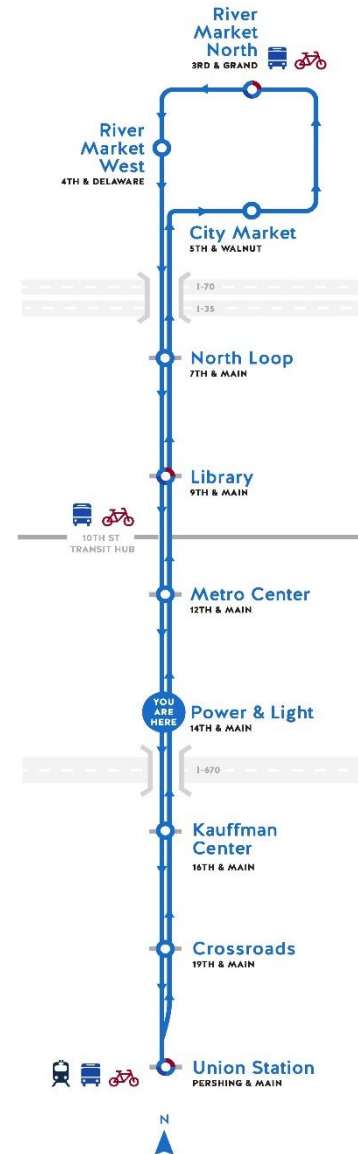 River
Market
North
3RD & GRAND
River
Market
West
4TH & DELAWARE
City Market
5TH & WALNUT
I-70
I-35
North Loop
7TH & MAIN
Library
9TH & MAIN
10TH ST
TRANSIT HUB
Metro Center
12TH & MAIN
YOU
ARE
HERE
Power & Light
14TH & MAIN
I-670
Kauffman
Center
16TH & MAIN
Crossroads
19TH & MAIN
Union Station
PERSHING & MAIN
N